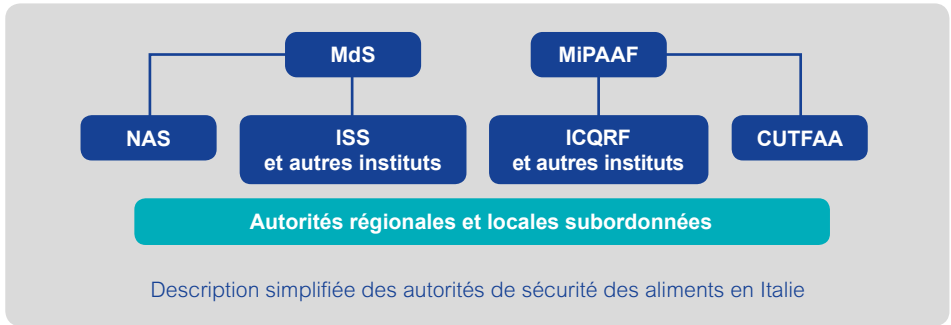 MdS
MiPAAF
NAS
ISS
et autres instituts
ICQRF
et autres instituts
CUTFAA
Autorités régionales et locales subordonnées
Description simplifiée des autorités de sécurité des aliments en Italie